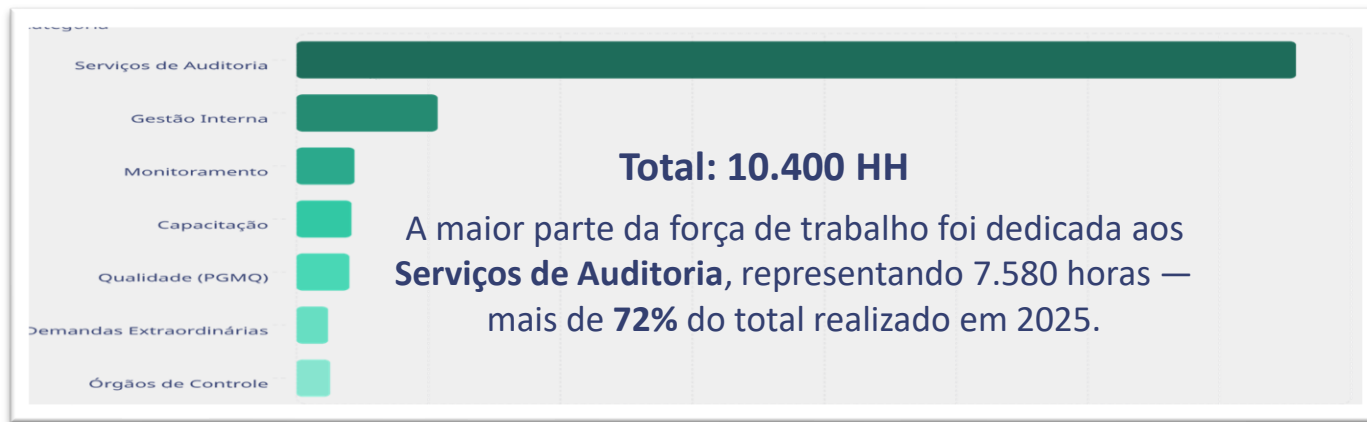 Serviços de Auditoria
Gestão Interna
Monitoramento
Capacitação
Qualidade (PGMQ)
Demandas Extraordinárias
Órgãos de Controle
Total: 10.400 HH
A maior parte da força de trabalho foi dedicada aos
Serviços de Auditoria, representando 7.580 horas —
mais de 72% do total realizado em 2025.